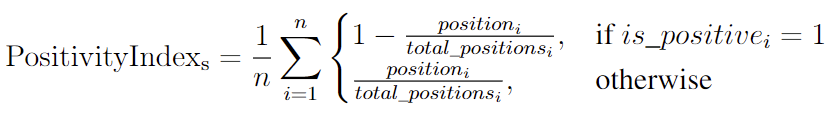 PositivityIndex_s = \frac{1}{n} \sum_{i=1}^{n} \begin{cases} 1 - \frac{position_i}{total\_positions_i}, & \text{if } is\_positive_i = 1 \\ \frac{position_i}{total\_positions_i}, & \text{otherwise} \end{cases}